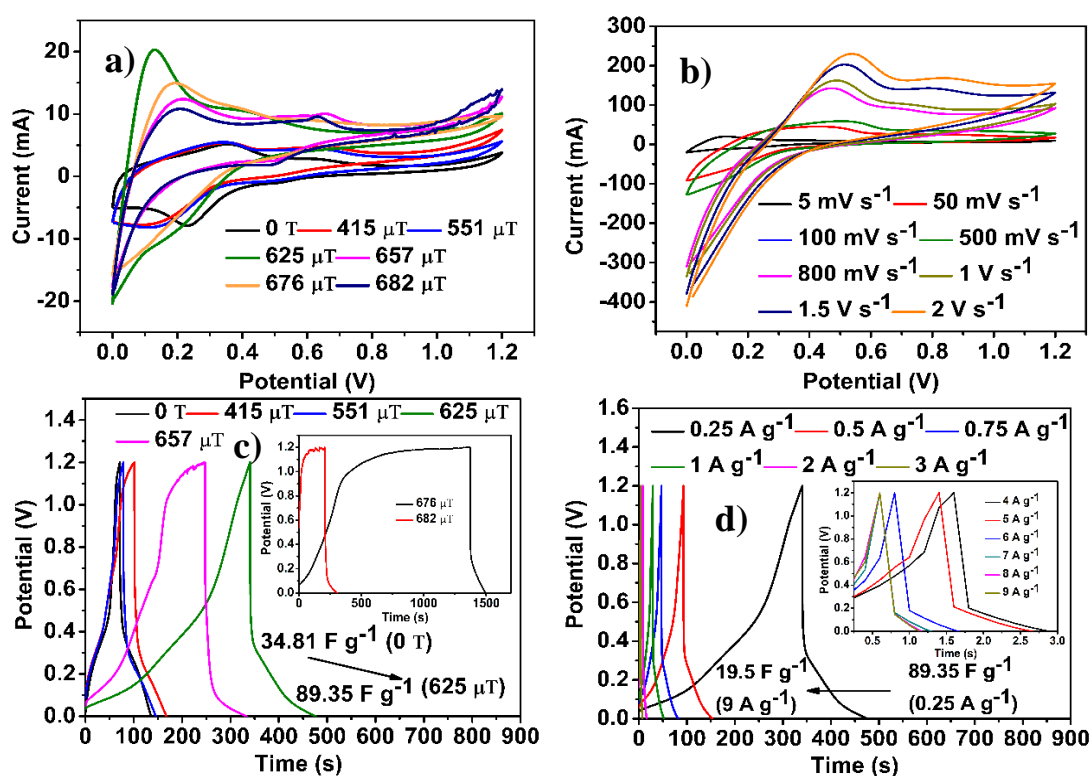 a)
Current (mA)
20
10
0
-10
-20
0 T 415 μT 551 μT
625 μT 657 μT
676 μT 682 μT
0.0 0.2 0.4 0.6 0.8 1.0 1.2
Potential (V)
b)
Current (mA)
300
200
100
0
-100
-200
-300
-400
5 mV s-1 50 mV s-1
100 mV s-1 500 mV s-1
800 mV s-1 1 V s-1
1.5 V s-1 2 V s-1
0.0 0.2 0.4 0.6 0.8 1.0 1.2
Potential (V)
c)
Potential (V)
1.4
1.2
1.0
0.8
0.6
0.4
0.2
0.0
0 T 415 μT 551 μT 625 μT
657 μT
Potential (V)
1.2
1.0
0.8
0.6
0.4
0.2
0.0
676 μT
682 μT
0 500 1000 1500
Time (s)
34.81 F g-1 (0 T)
89.35 F g-1 (625 μT)
0 100 200 300 400 500 600 700 800 900
Time (s)
d)
Potential (V)
1.6
1.4
1.2
1.0
0.8
0.6
0.4
0.2
0.0
0.25 A g-1 0.5 A g-1 0.75 A g-1
1 A g-1 2 A g-1 3 A g-1
Potential (V)
1.2
1.0
0.8
0.6
0.4
0.2
0.0
4 A g-1
5 A g-1
6 A g-1
7 A g-1
8 A g-1
9 A g-1
0.5 1.0 1.5 2.0 2.5 3.0
Time (s)
19.5 F g-1
(9 A g-1)
89.35 F g-1
(0.25 A g-1)
0 100 200 300 400 500 600 700 800 900
Time (s)